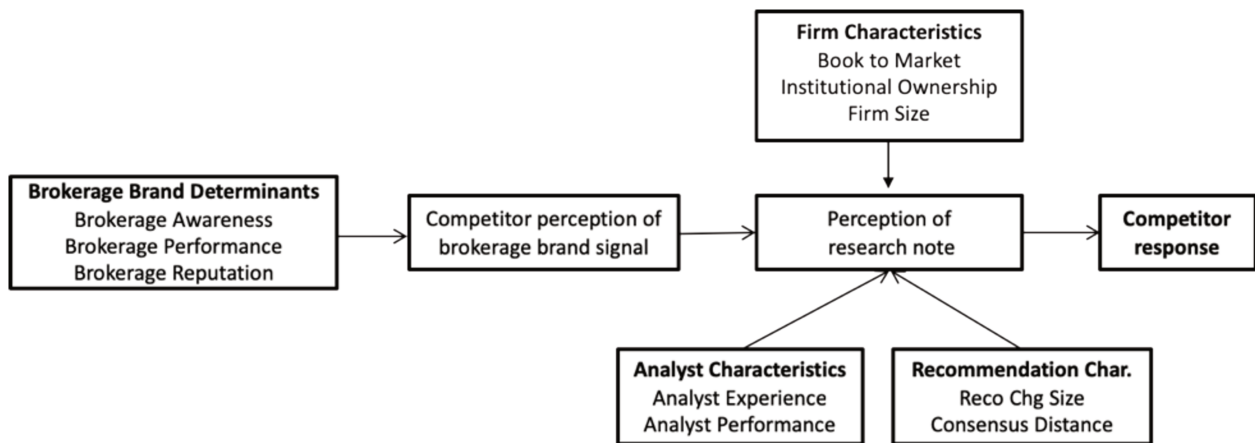 Firm Characteristics
Book to Market
Institutional Ownership
Firm Size
Brokerage Brand Determinants
Brokerage Awareness
Brokerage Performance
Brokerage Reputation
Competitor perception of
brokerage brand signal
Perception of
research note
Competitor
response
Analyst Characteristics
Analyst Experience
Analyst Performance
Recommendation Char.
Reco Chg Size
Consensus Distance